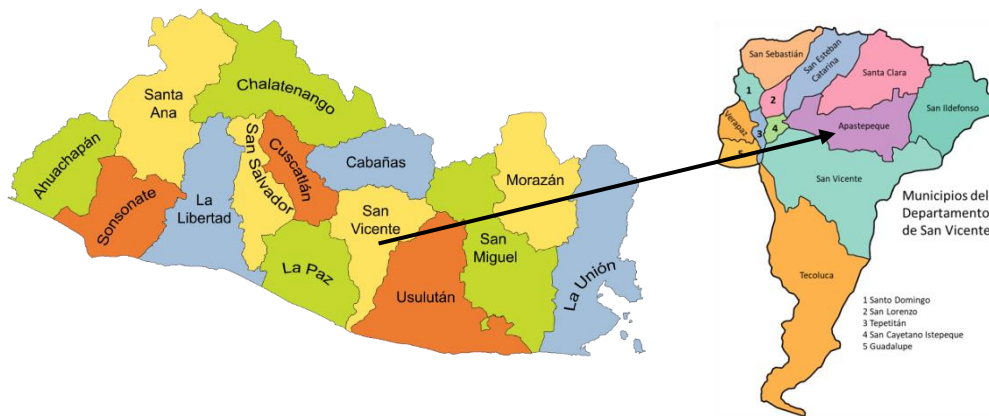 Santa
Ana
Chalatenango
Ahuachapán
Sonsonate
La
Libertad
San Salvador
Cuscatlán
Cabañas
San
Vicente
La Paz
Usulután
San
Miguel
Morazán
La Unión
San Sebastián
San Esteban
Catarina
Santa Clara
San Ildefonso
1
2
Verapaz
3
4
5
Apastepeque
San Vicente
Tecoluca
Municipios del
Departamento
de San Vicente
1 Santo Domingo
2 San Lorenzo
3 Tepetitán
4 San Cayetano Istepeque
5 Guadalupe